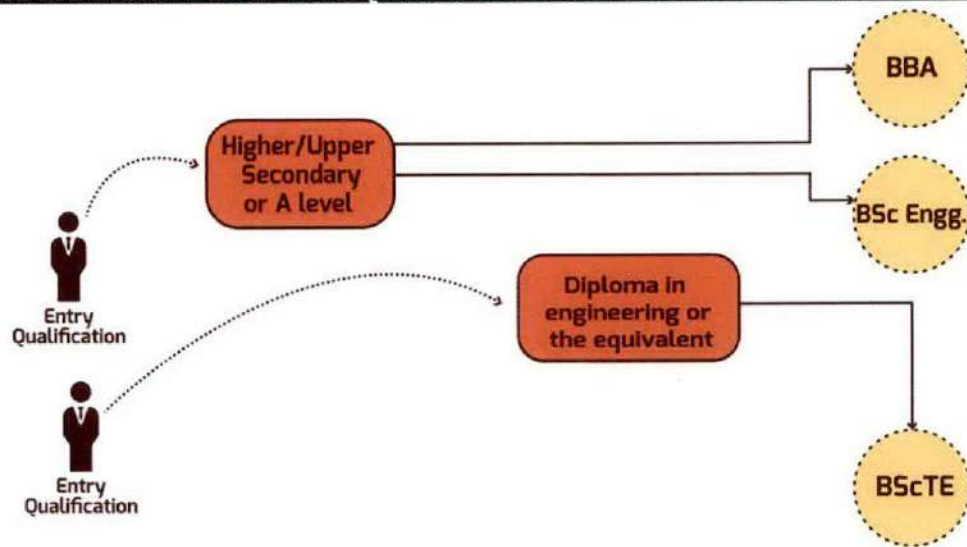 BBA
Higher/Upper
Secondary
or A level
BSc Engg.
Entry
Qualification
Diploma in
engineering or
the equivalent
Entry
Qualification
BScTE